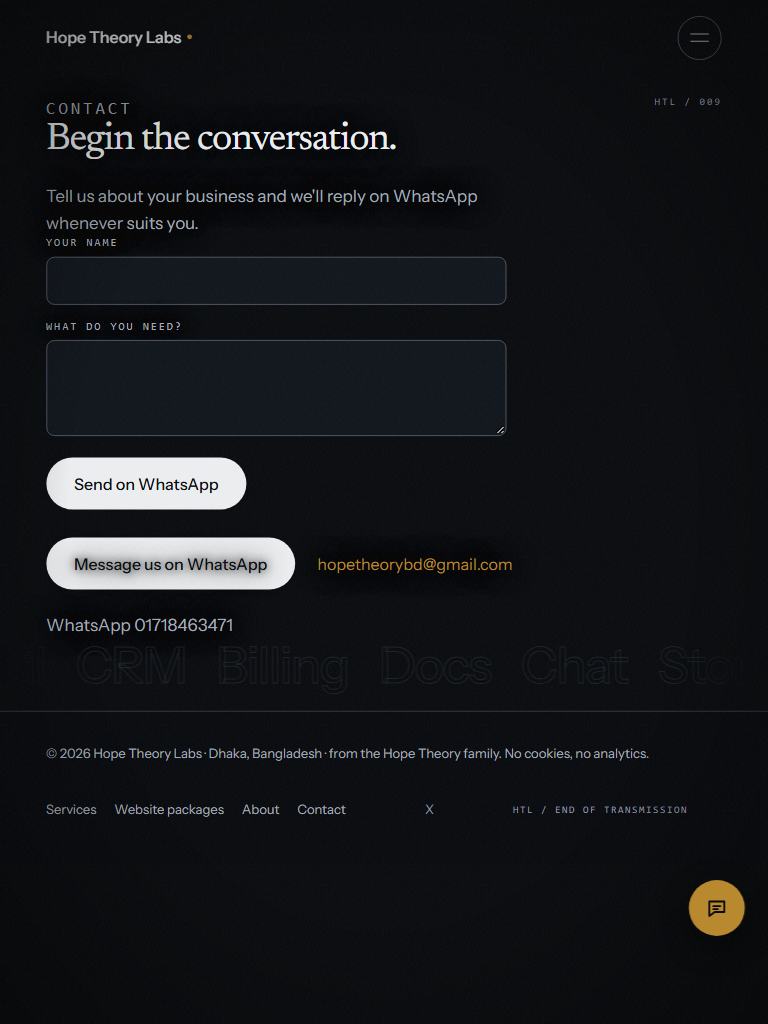 Hope Theory Labs
HTL / 009
CONTACT
Begin the conversation.
Tell us about your business and we'll reply on WhatsApp
whenever suits you.
YOUR NAME
WHAT DO YOU NEED?
Send on WhatsApp
Message us on WhatsApp
hopetheorybd@gmail.com
WhatsApp 01718463471
CRM Billing Docs Chat
© 2026 Hope Theory Labs · Dhaka, Bangladesh · from the Hope Theory family. No cookies, no analytics.
Services Website packages About Contact X HTL / END OF TRANSMISSION